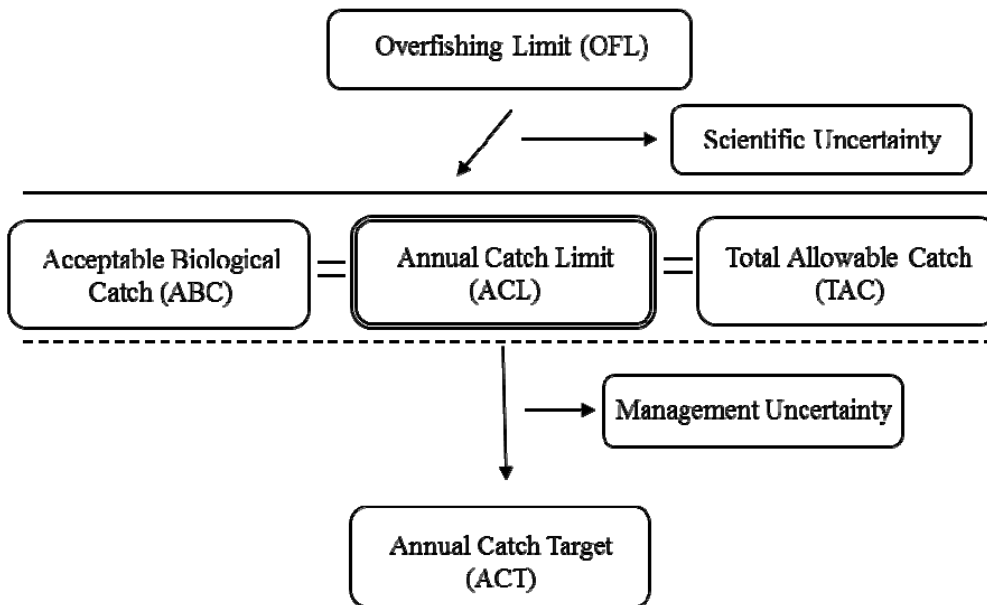 Overfishing Limit (OFL)
Scientific Uncertainty
Acceptable Biological
Catch (ABC)
=
Annual Catch Limit
(ACL)
=
Total Allowable Catch
(TAC)
Management Uncertainty
Annual Catch Target
(ACT)